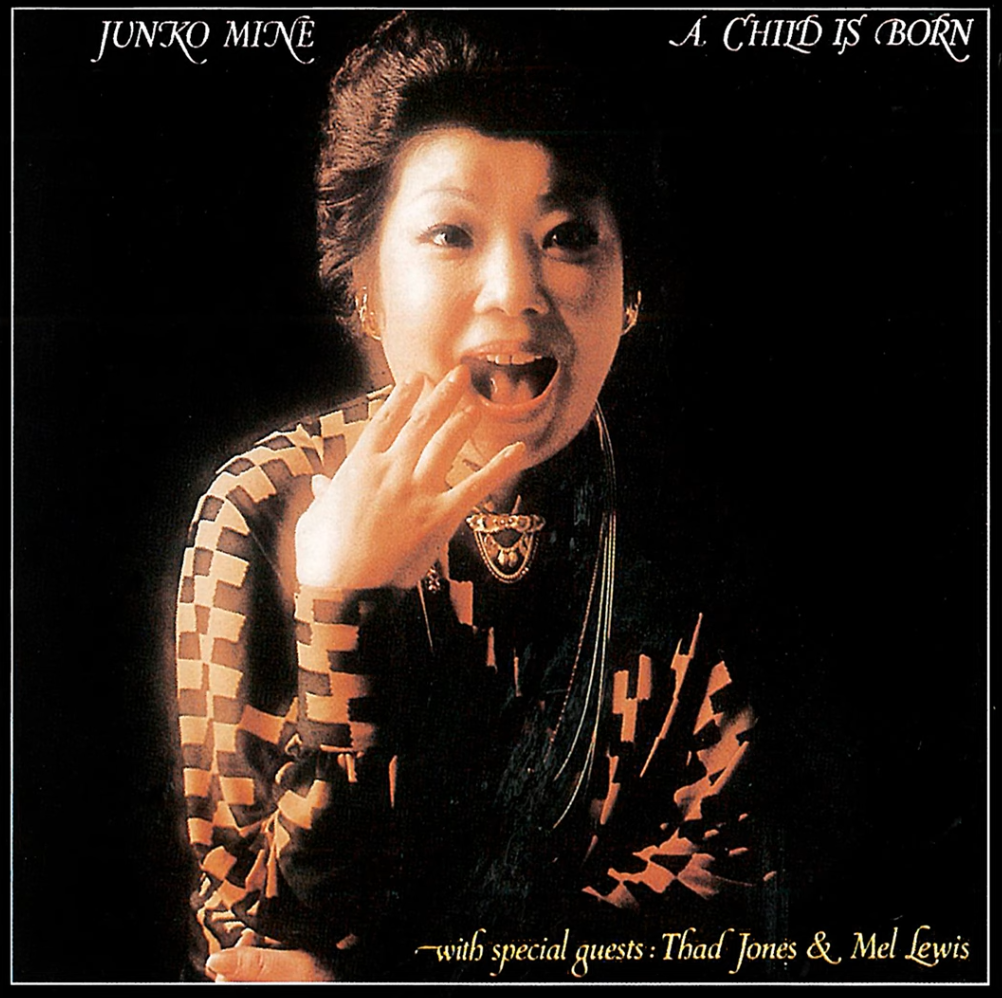 JUNKO MINE
A CHILD IS BORN
with special guests: Thad Jones & Mel Lewis